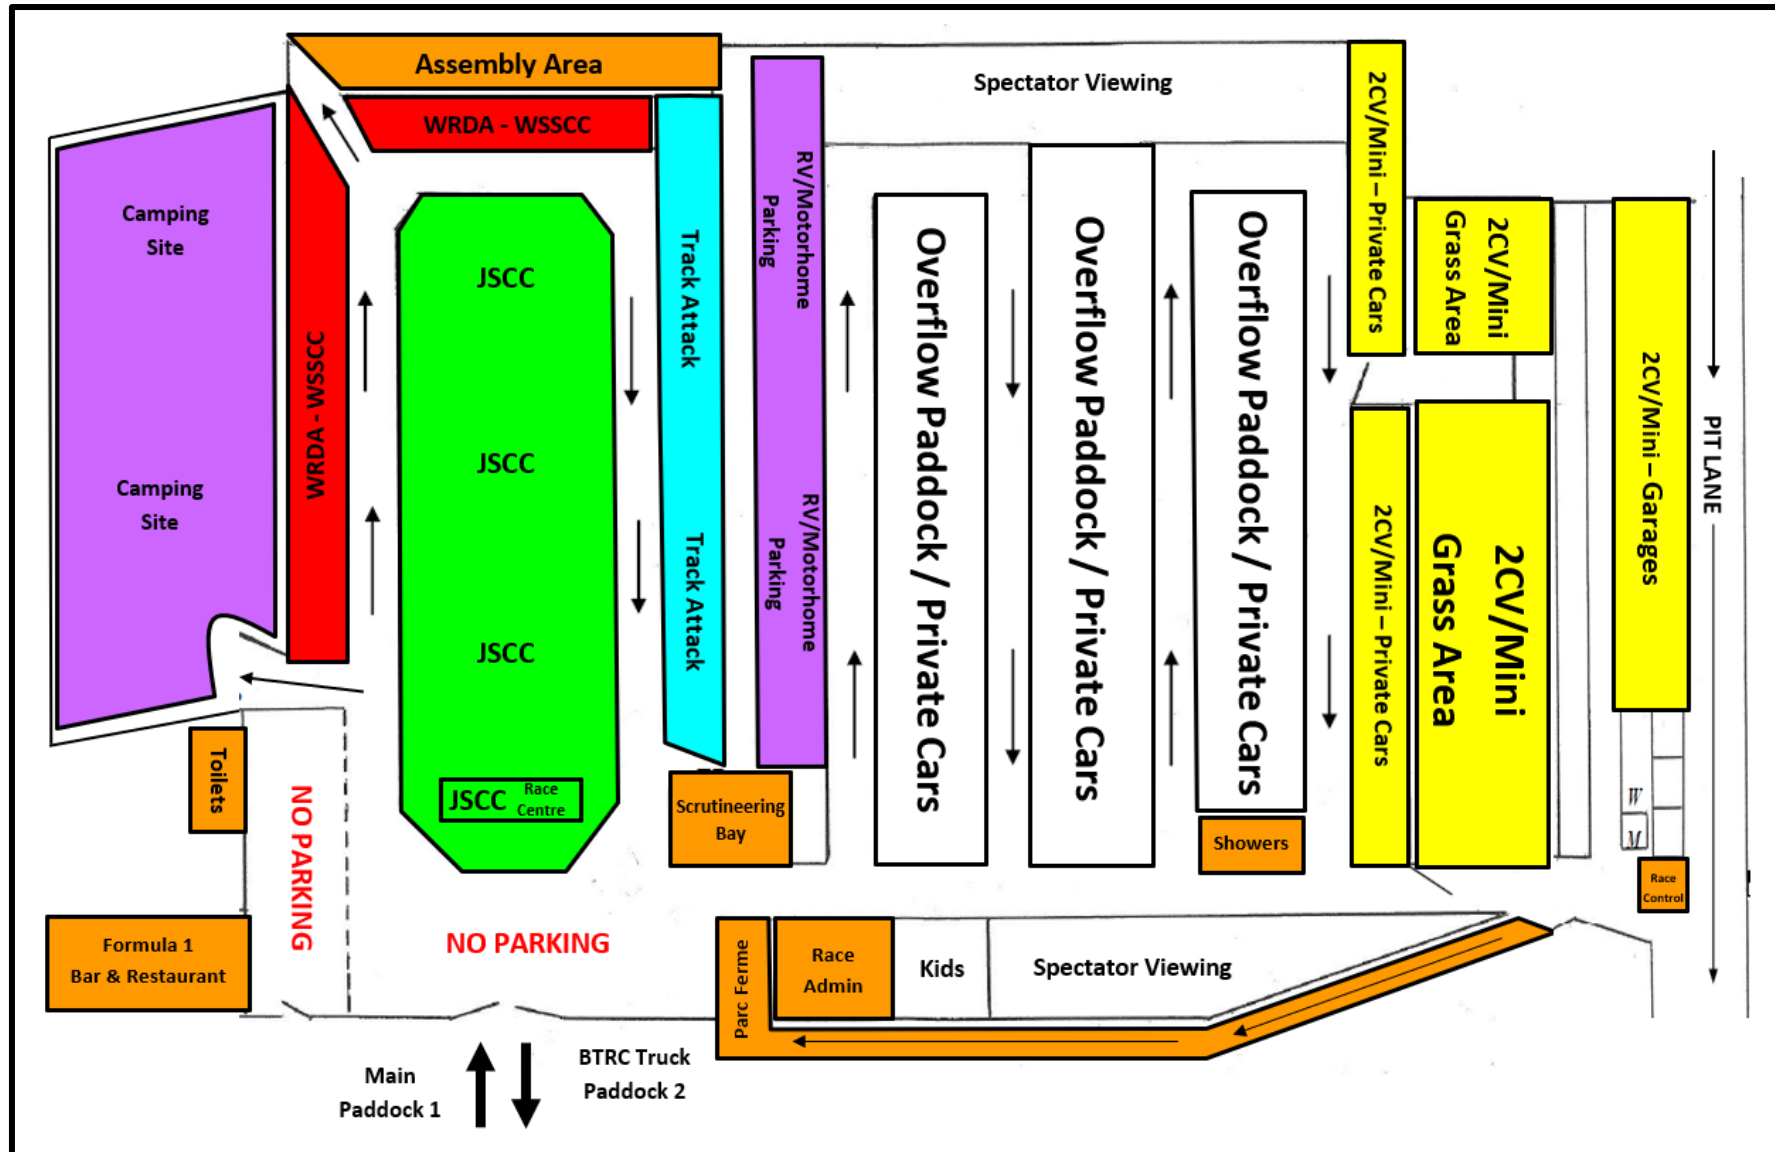 Assembly Area
Spectator Viewing
WRDA - WSSCC
Camping
Site
Camping
Site
WRDA - WSSCC
JSCC
JSCC
JSCC
JSCC
Race
Centre
Track Attack
Track Attack
RV/Motorhome
Parking
RV/Motorhome
Parking
Overflow Paddock / Private Cars
Overflow Paddock / Private Cars
Overflow Paddock / Private Cars
2CV/Mini – Private Cars
2CV/Mini
Grass Area
2CV/Mini – Private Cars
2CV/Mini
Grass Area
2CV/Mini – Garages
PIT LANE
Toilets
NO PARKING
Scrutineering
Bay
Showers
W
M
Race
Control
Formula 1
Bar & Restaurant
NO PARKING
Parc Ferme
Race
Admin
Kids
Spectator Viewing
Main
Paddock 1
BTRC Truck
Paddock 2